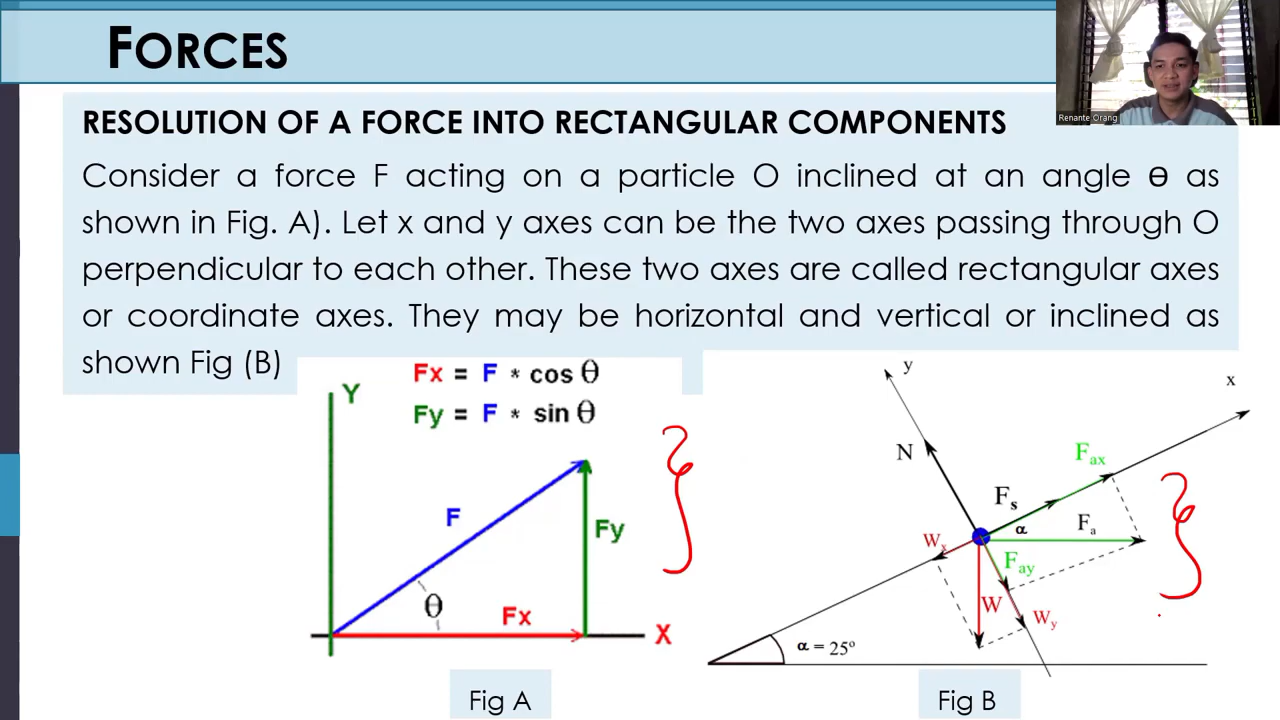 FORCES
Renante Orang
RESOLUTION OF A FORCE INTO RECTANGULAR COMPONENTS
Consider a force F acting on a particle O inclined at an angle ɵ as
shown in Fig. A). Let x and y axes can be the two axes passing through O
perpendicular to each other. These two axes are called rectangular axes
or coordinate axes. They may be horizontal and vertical or inclined as
shown Fig (B)
Fx = F * cos θ
Fy = F * sin θ
Y
F
Fy
θ
Fx
X
Fig A
y
x
N
Fax
Fs
α
Fa
Wx
Fay
W
Wy
α = 25º
Fig B